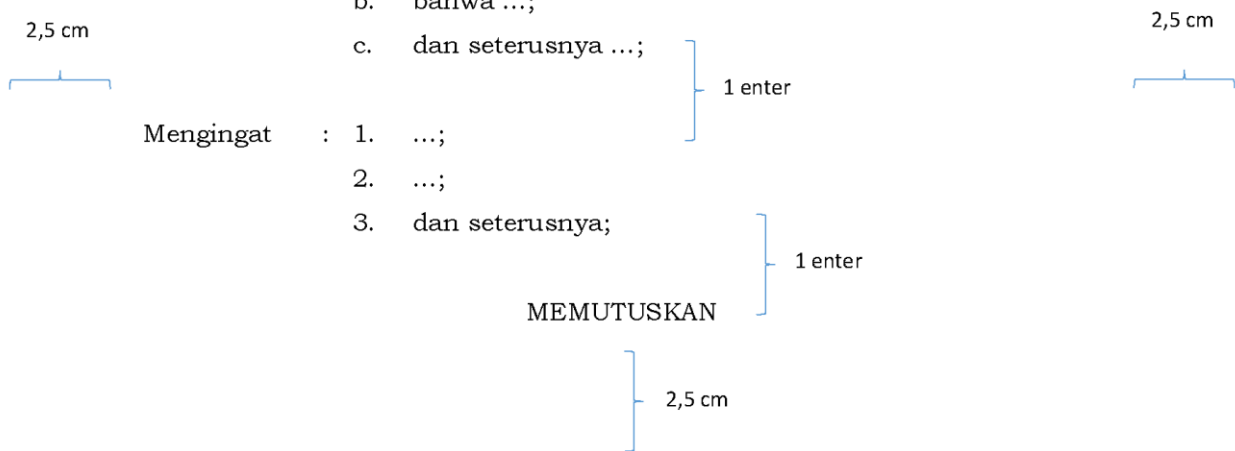 b. bahwa ...;
2,5 cm
2,5 cm
c. dan seterusnya ...;
1 enter
Mengingat : 1. ...;
2. ...;
3. dan seterusnya;
1 enter
MEMUTUSKAN
2,5 cm